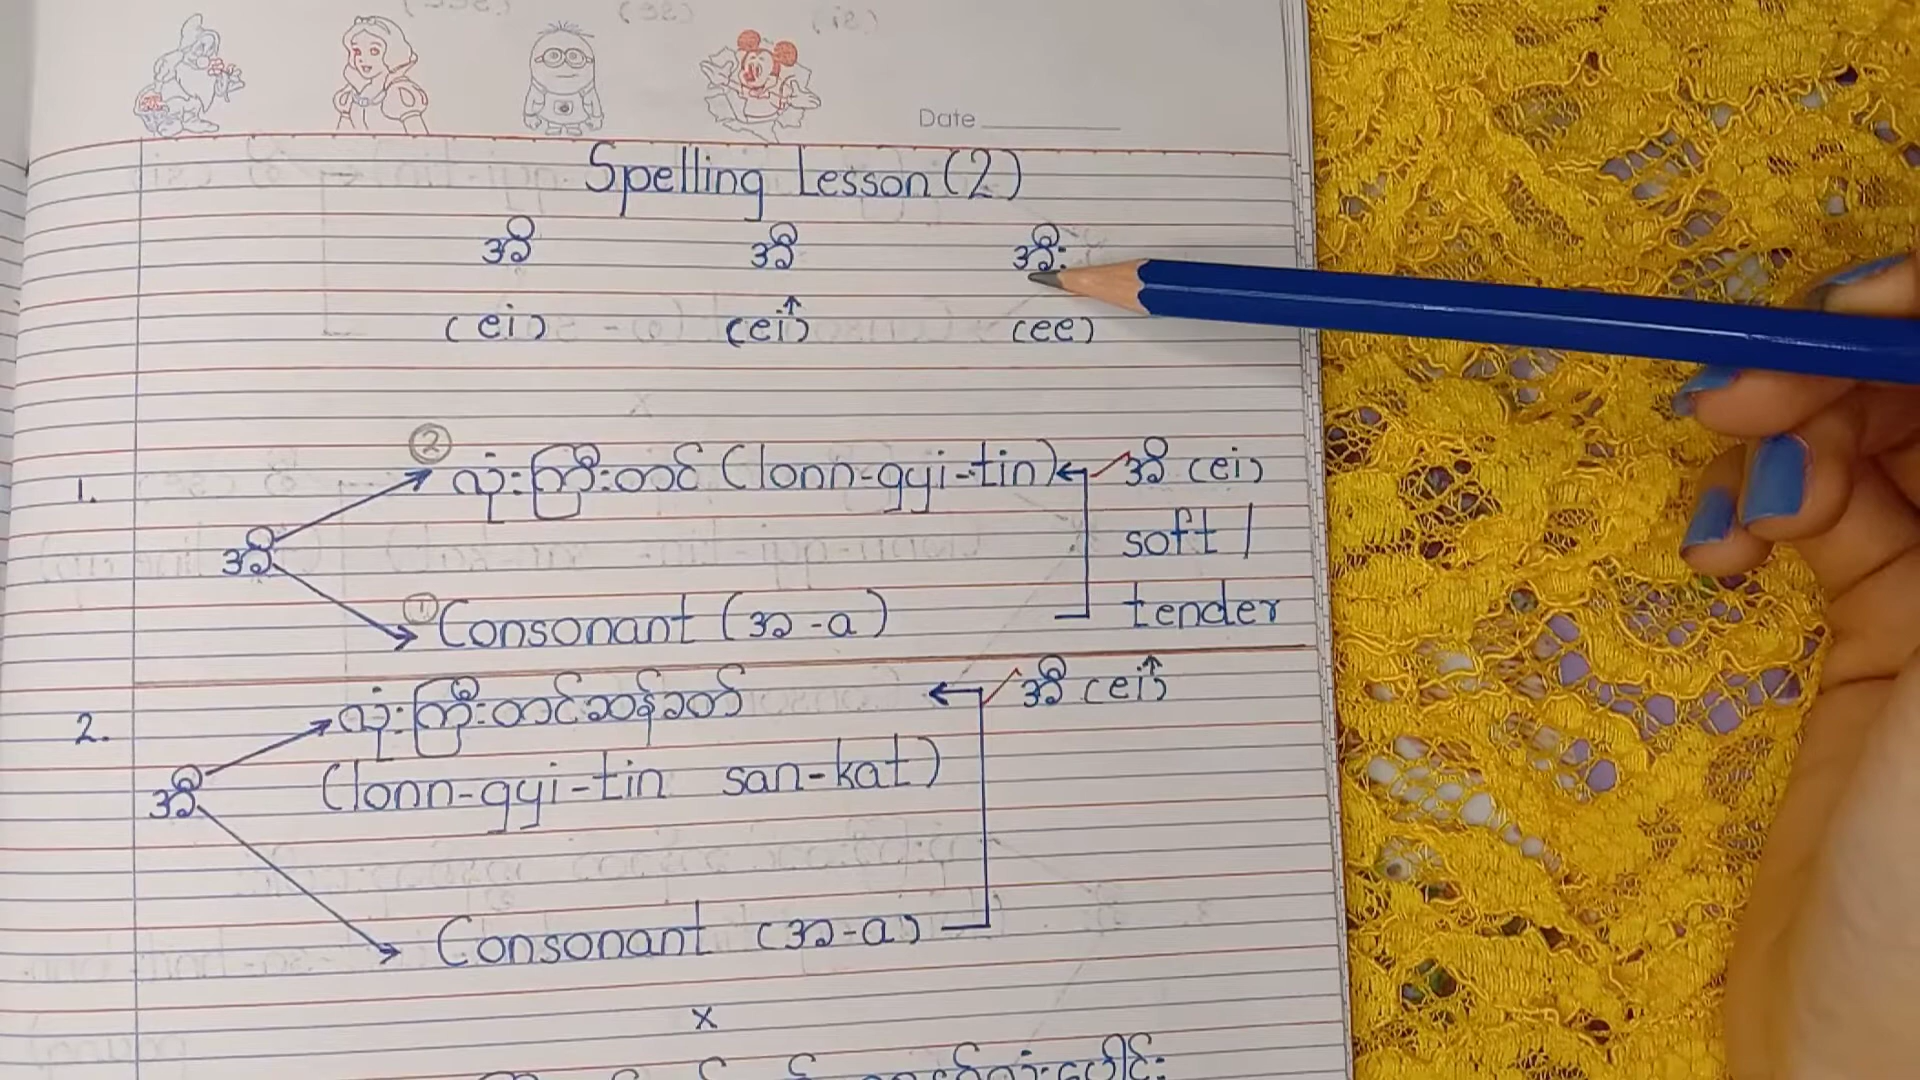 Date
Spelling Lesson (2)
အိ အီ အီး
(ei) (ei↑) (ee)
1. ② လုံးကြီးတင် (lonn-gyi-tin) ← အိ (ei)
အိ soft /
① Consonant (အ-a) tender
2. လုံးကြီးတင်ဆန်ခတ် ← အီ (ei↑)
အီ (lonn-gyi-tin san-kat)
Consonant (အ-a)
x